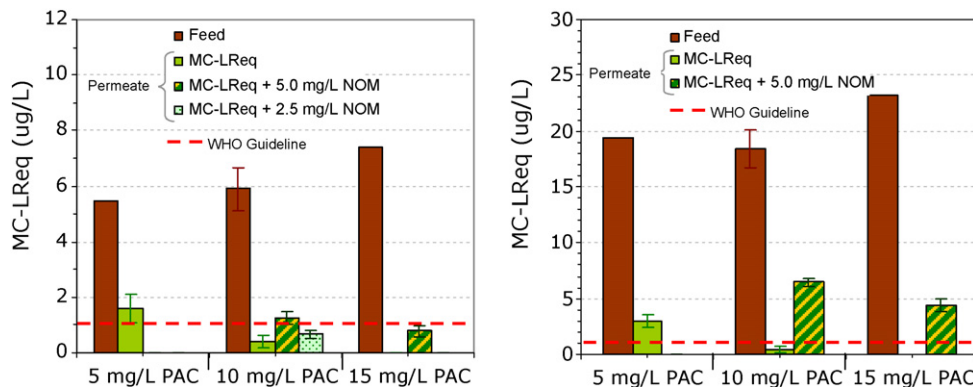 12
10
8
6
4
2
0
MC-LReq (ug/L)
Feed
Permeate
MC-LReq
MC-LReq + 5.0 mg/L NOM
MC-LReq + 2.5 mg/L NOM
WHO Guideline
5 mg/L PAC
10 mg/L PAC
15 mg/L PAC
30
25
20
15
10
5
0
MC-LReq (ug/L)
Feed
Permeate
MC-LReq
MC-LReq + 5.0 mg/L NOM
WHO Guideline
5 mg/L PAC
10 mg/L PAC
15 mg/L PAC